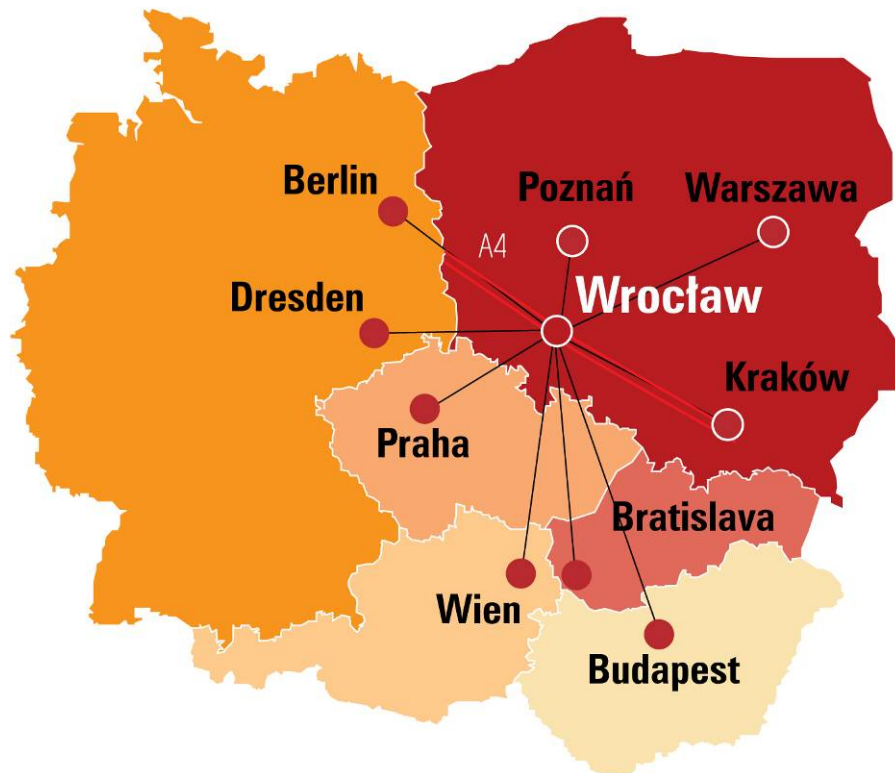 Berlin
Poznań
Warszawa
A4
Dresden
Wrocław
Kraków
Praha
Bratislava
Wien
Budapest